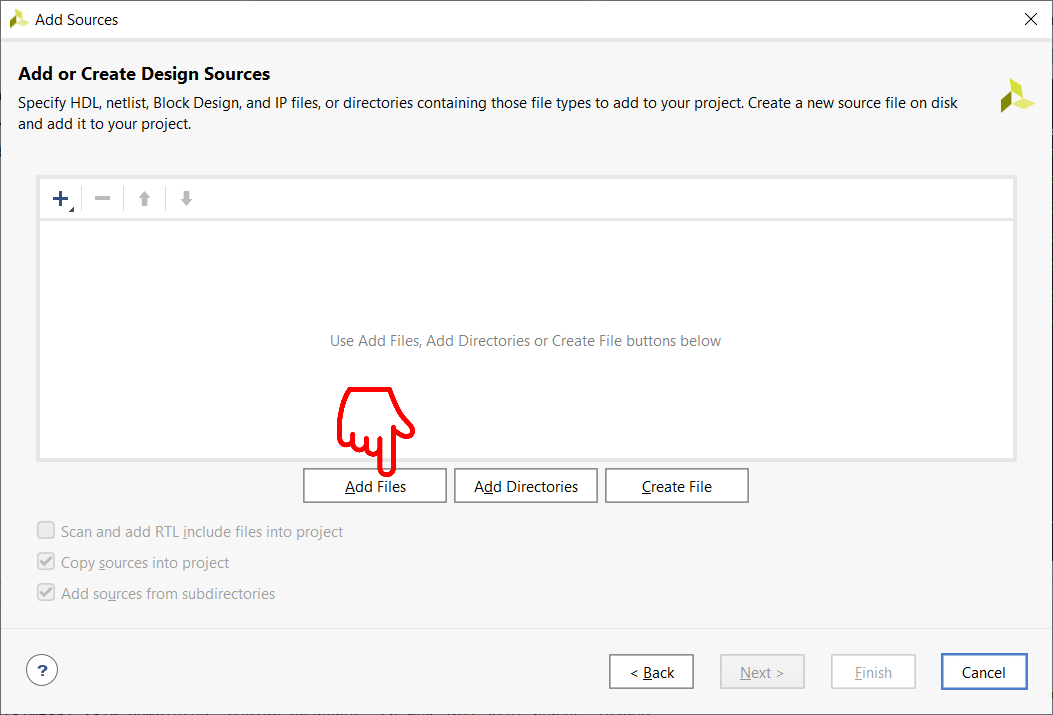 Add Sources
Add or Create Design Sources
Specify HDL, netlist, Block Design, and IP files, or directories containing those file types to add to your project. Create a new source file on disk
and add it to your project.
Use Add Files, Add Directories or Create File buttons below
Add Files Add Directories Create File
Scan and add RTL include files into project
Copy sources into project
Add sources from subdirectories
? < Back Next > Finish Cancel